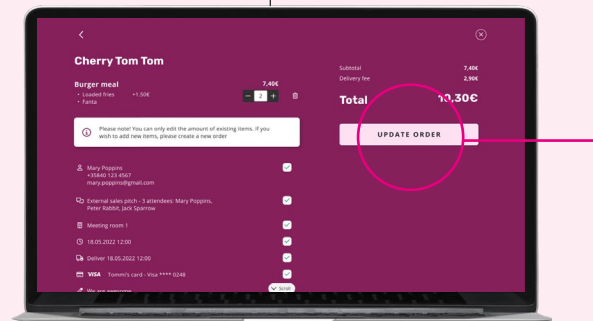 Cherry Tom Tom
Burger meal 7,40€
• Loaded fries +1.50€
• Fanta
− 2 +
Please note! You can only edit the amount of existing items. If you
wish to add new items, please create a new order
Mary Poppins
+35840 123 4567
mary.poppins@gmail.com
External sales pitch - 3 attendees: Mary Poppins,
Peter Rabbit, Jack Sparrow
Meeting room 1
18.05.2022 12:00
Deliver 18.05.2022 12:00
VISA Tommi's card - Visa **** 0246
We are awesome
Scroll
Subtotal 7,40€
Delivery fee 2,90€
Total 10,30€
UPDATE ORDER